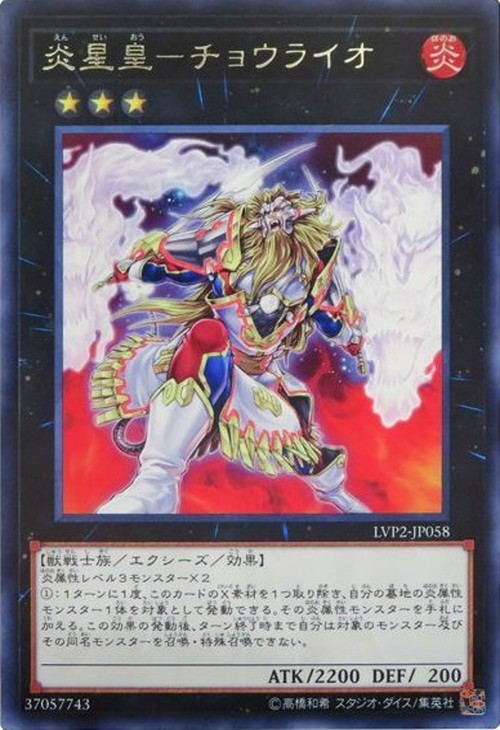 炎星皇－チョウライオ
炎
LVP2-JP058
【獣戦士族／エクシーズ／効果】
炎属性レベル３モンスター×２
①：１ターンに１度、このカードのＸ素材を１つ取り除き、自分の墓地の炎属性
モンスター１体を対象として発動できる。その炎属性モンスターを手札に
加える。この効果の発動後、ターン終了時まで自分は対象のモンスター及び
その同名モンスターを召喚・特殊召喚できない。
ATK/2200 DEF/ 200
37057743
©高橋和希 スタジオ・ダイス/集英社